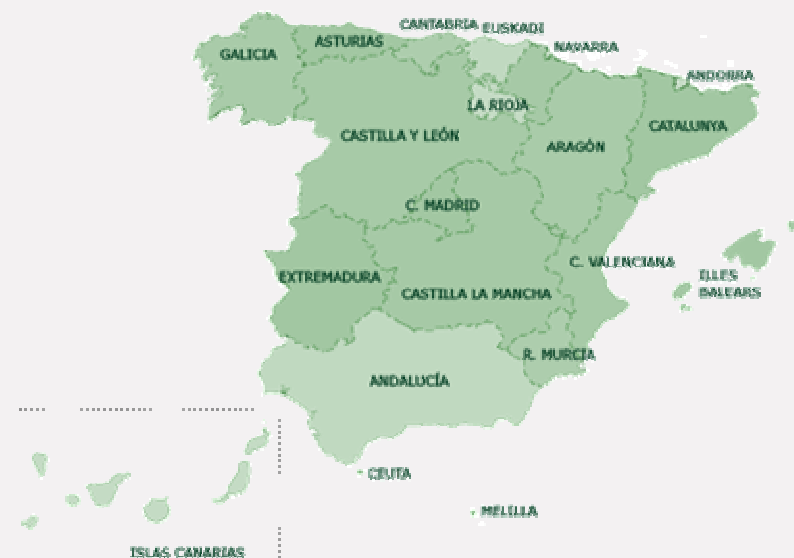 CANTABRIA
EUSKADI
ASTURIAS
NAVARRA
GALICIA
ANDORRA
LA RIOJA
CATALUNYA
CASTILLA Y LEÓN
ARAGÓN
C. MADRID
C. VALENCIANA
EXTREMADURA
ILLES
BALEARS
CASTILLA LA MANCHA
R. MURCIA
ANDALUCÍA
CEUTA
MELILLA
ISLAS CANARIAS